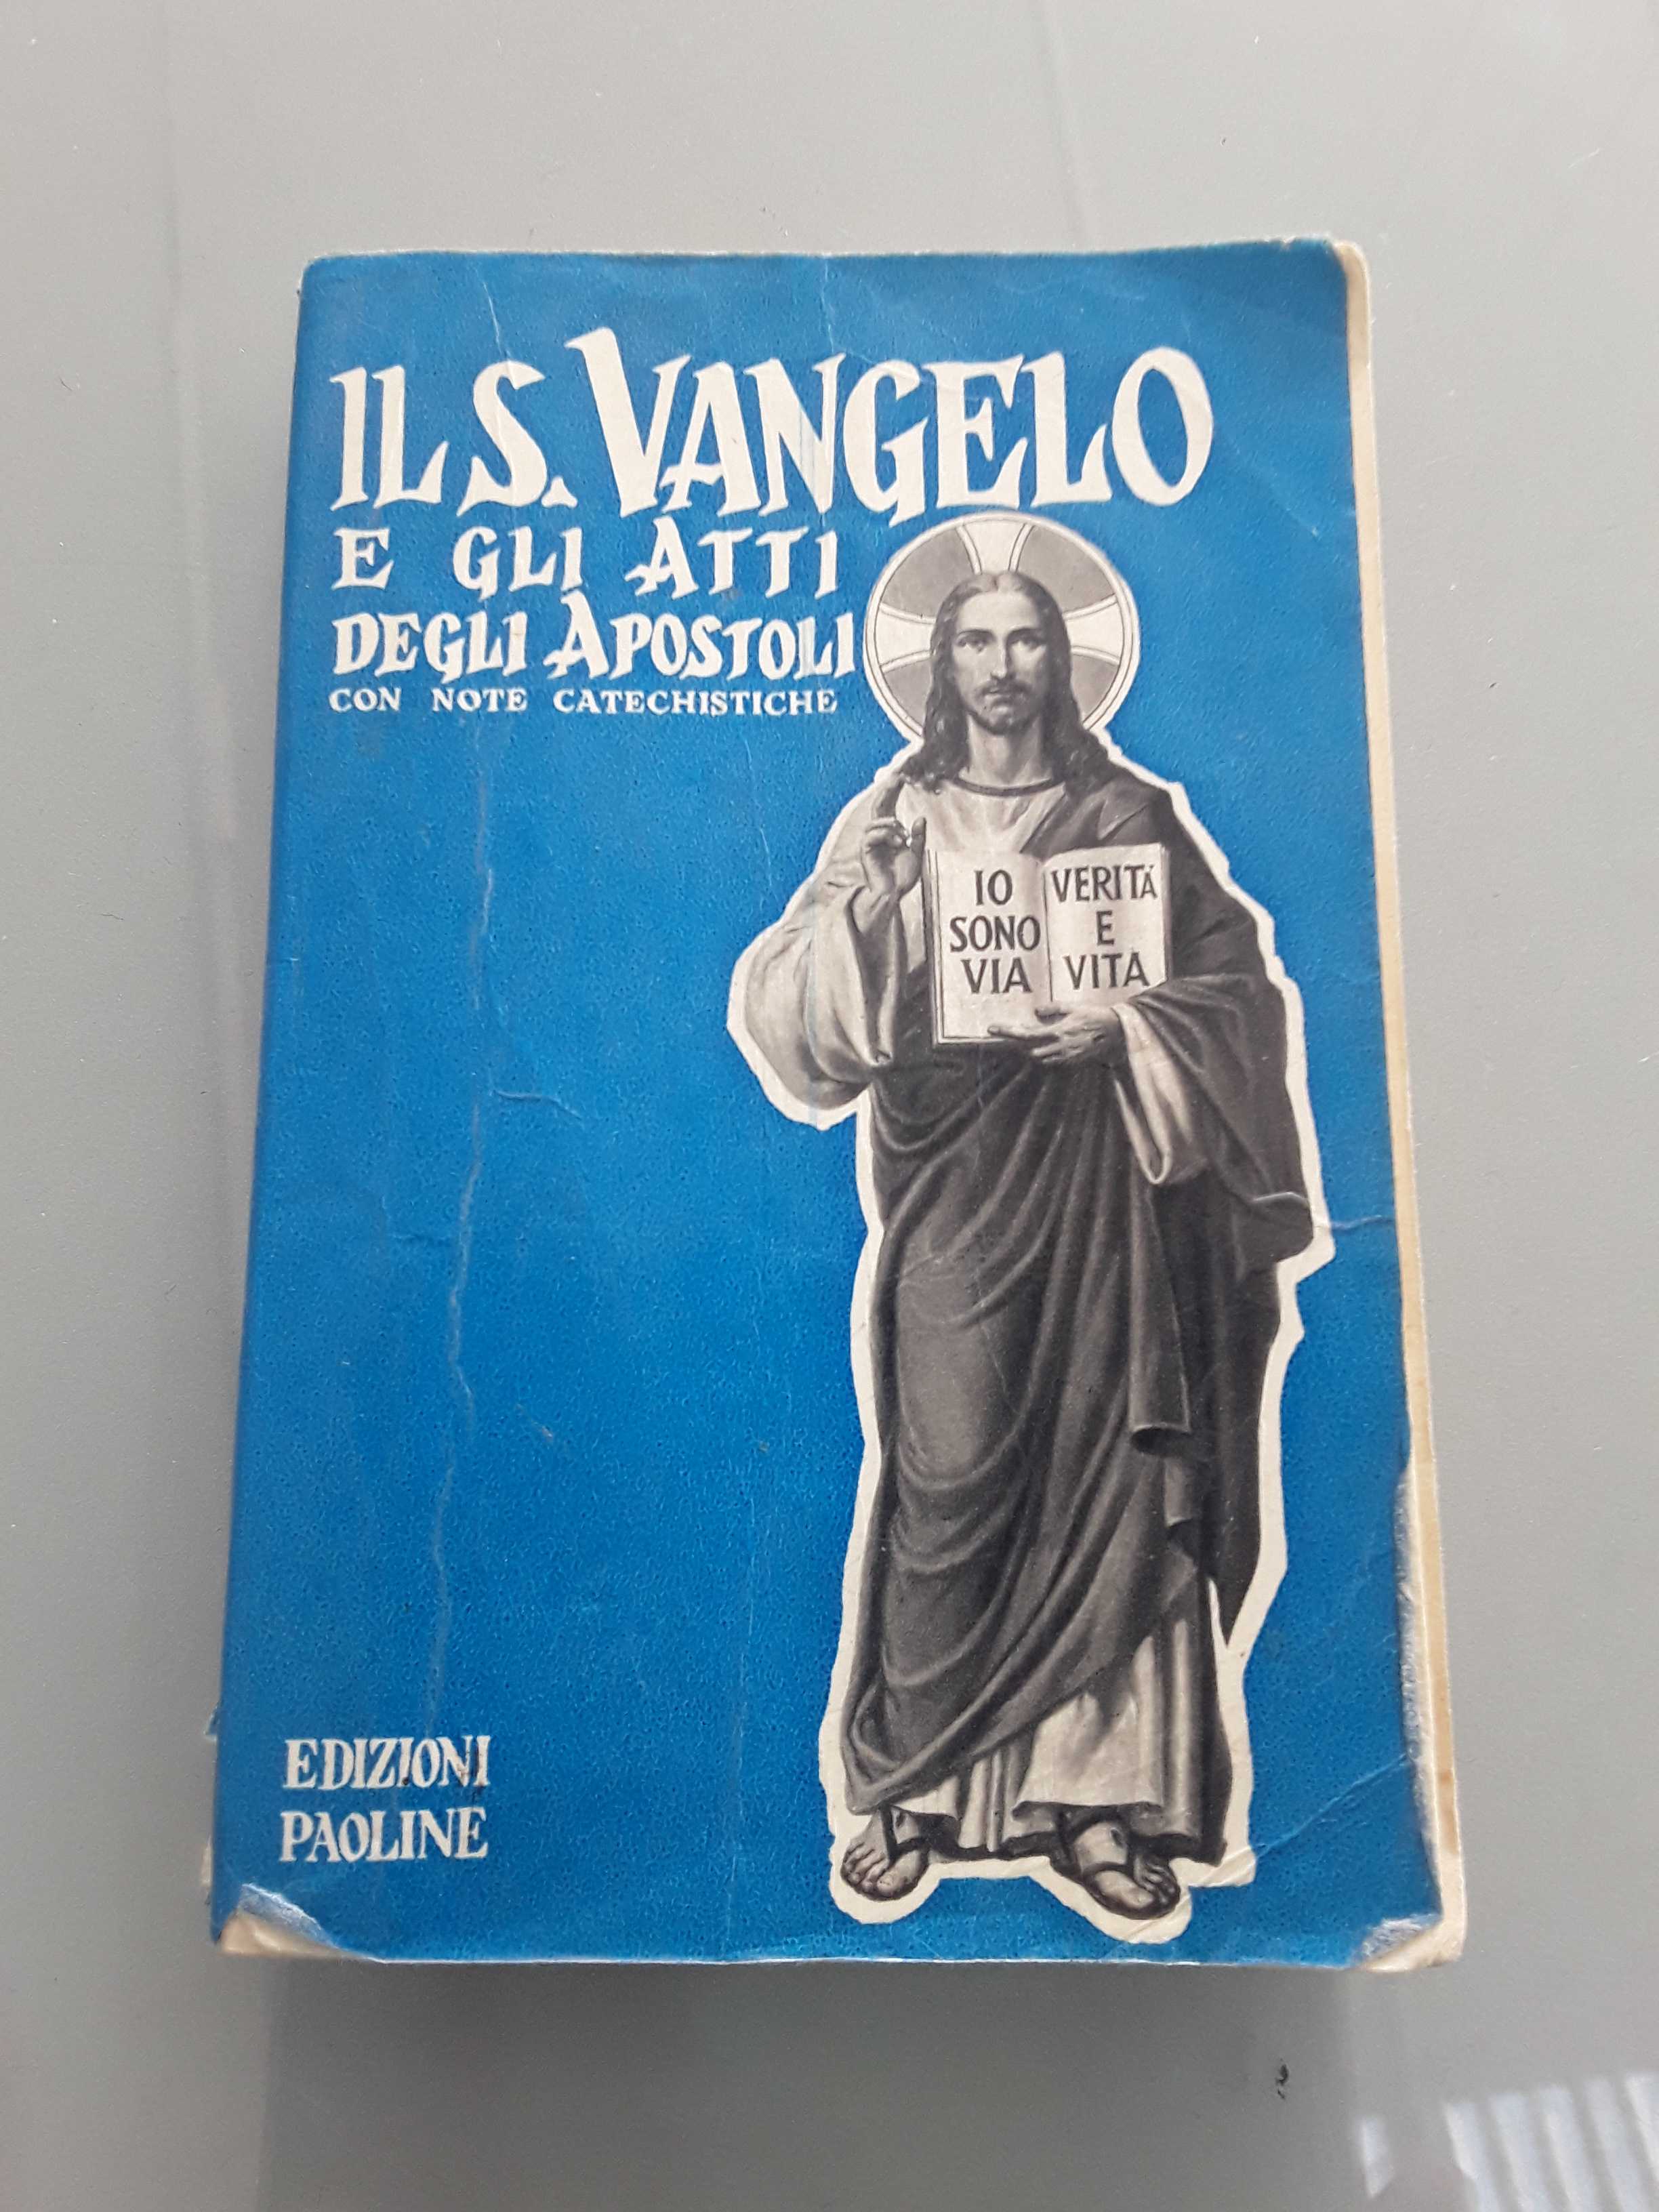 IL S. VANGELO
E GLI ATTI
DEGLI APOSTOLI
CON NOTE CATECHISTICHE
IO
SONO
VIA
VERITÀ
E
VITA
EDIZIONI
PAOLINE